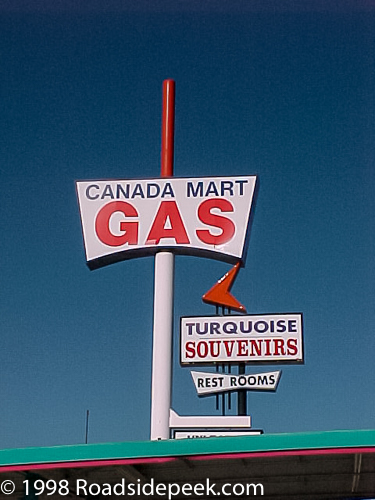 CANADA MART
GAS
TURQUOISE
SOUVENIRS
REST ROOMS
© 1998 Roadsidepeek.com